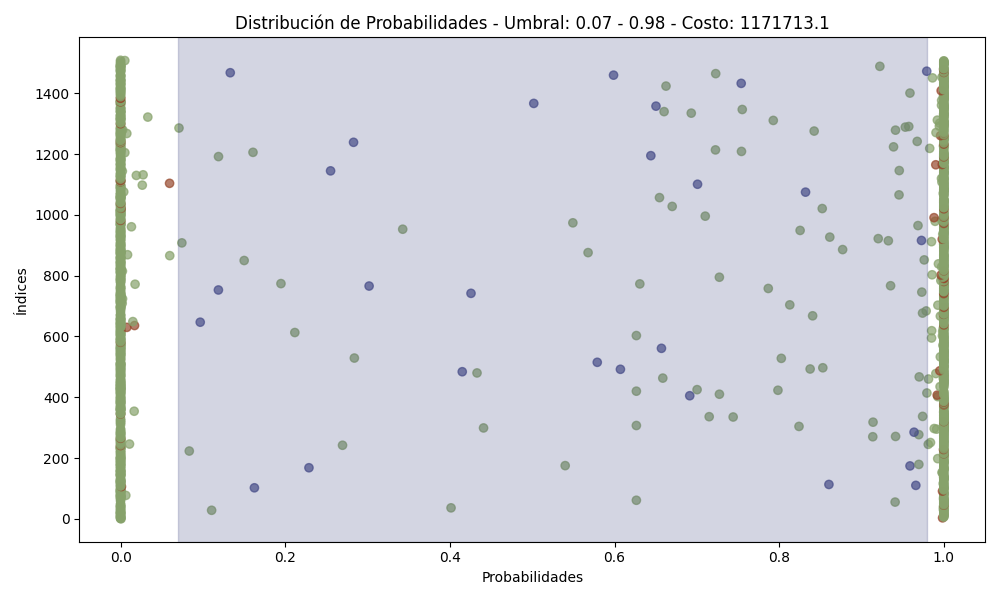 Distribución de Probabilidades - Umbral: 0.07 - 0.98 - Costo: 1171713.1
Índices
1400
1200
1000
800
600
400
200
0
0.0 0.2 0.4 0.6 0.8 1.0
Probabilidades